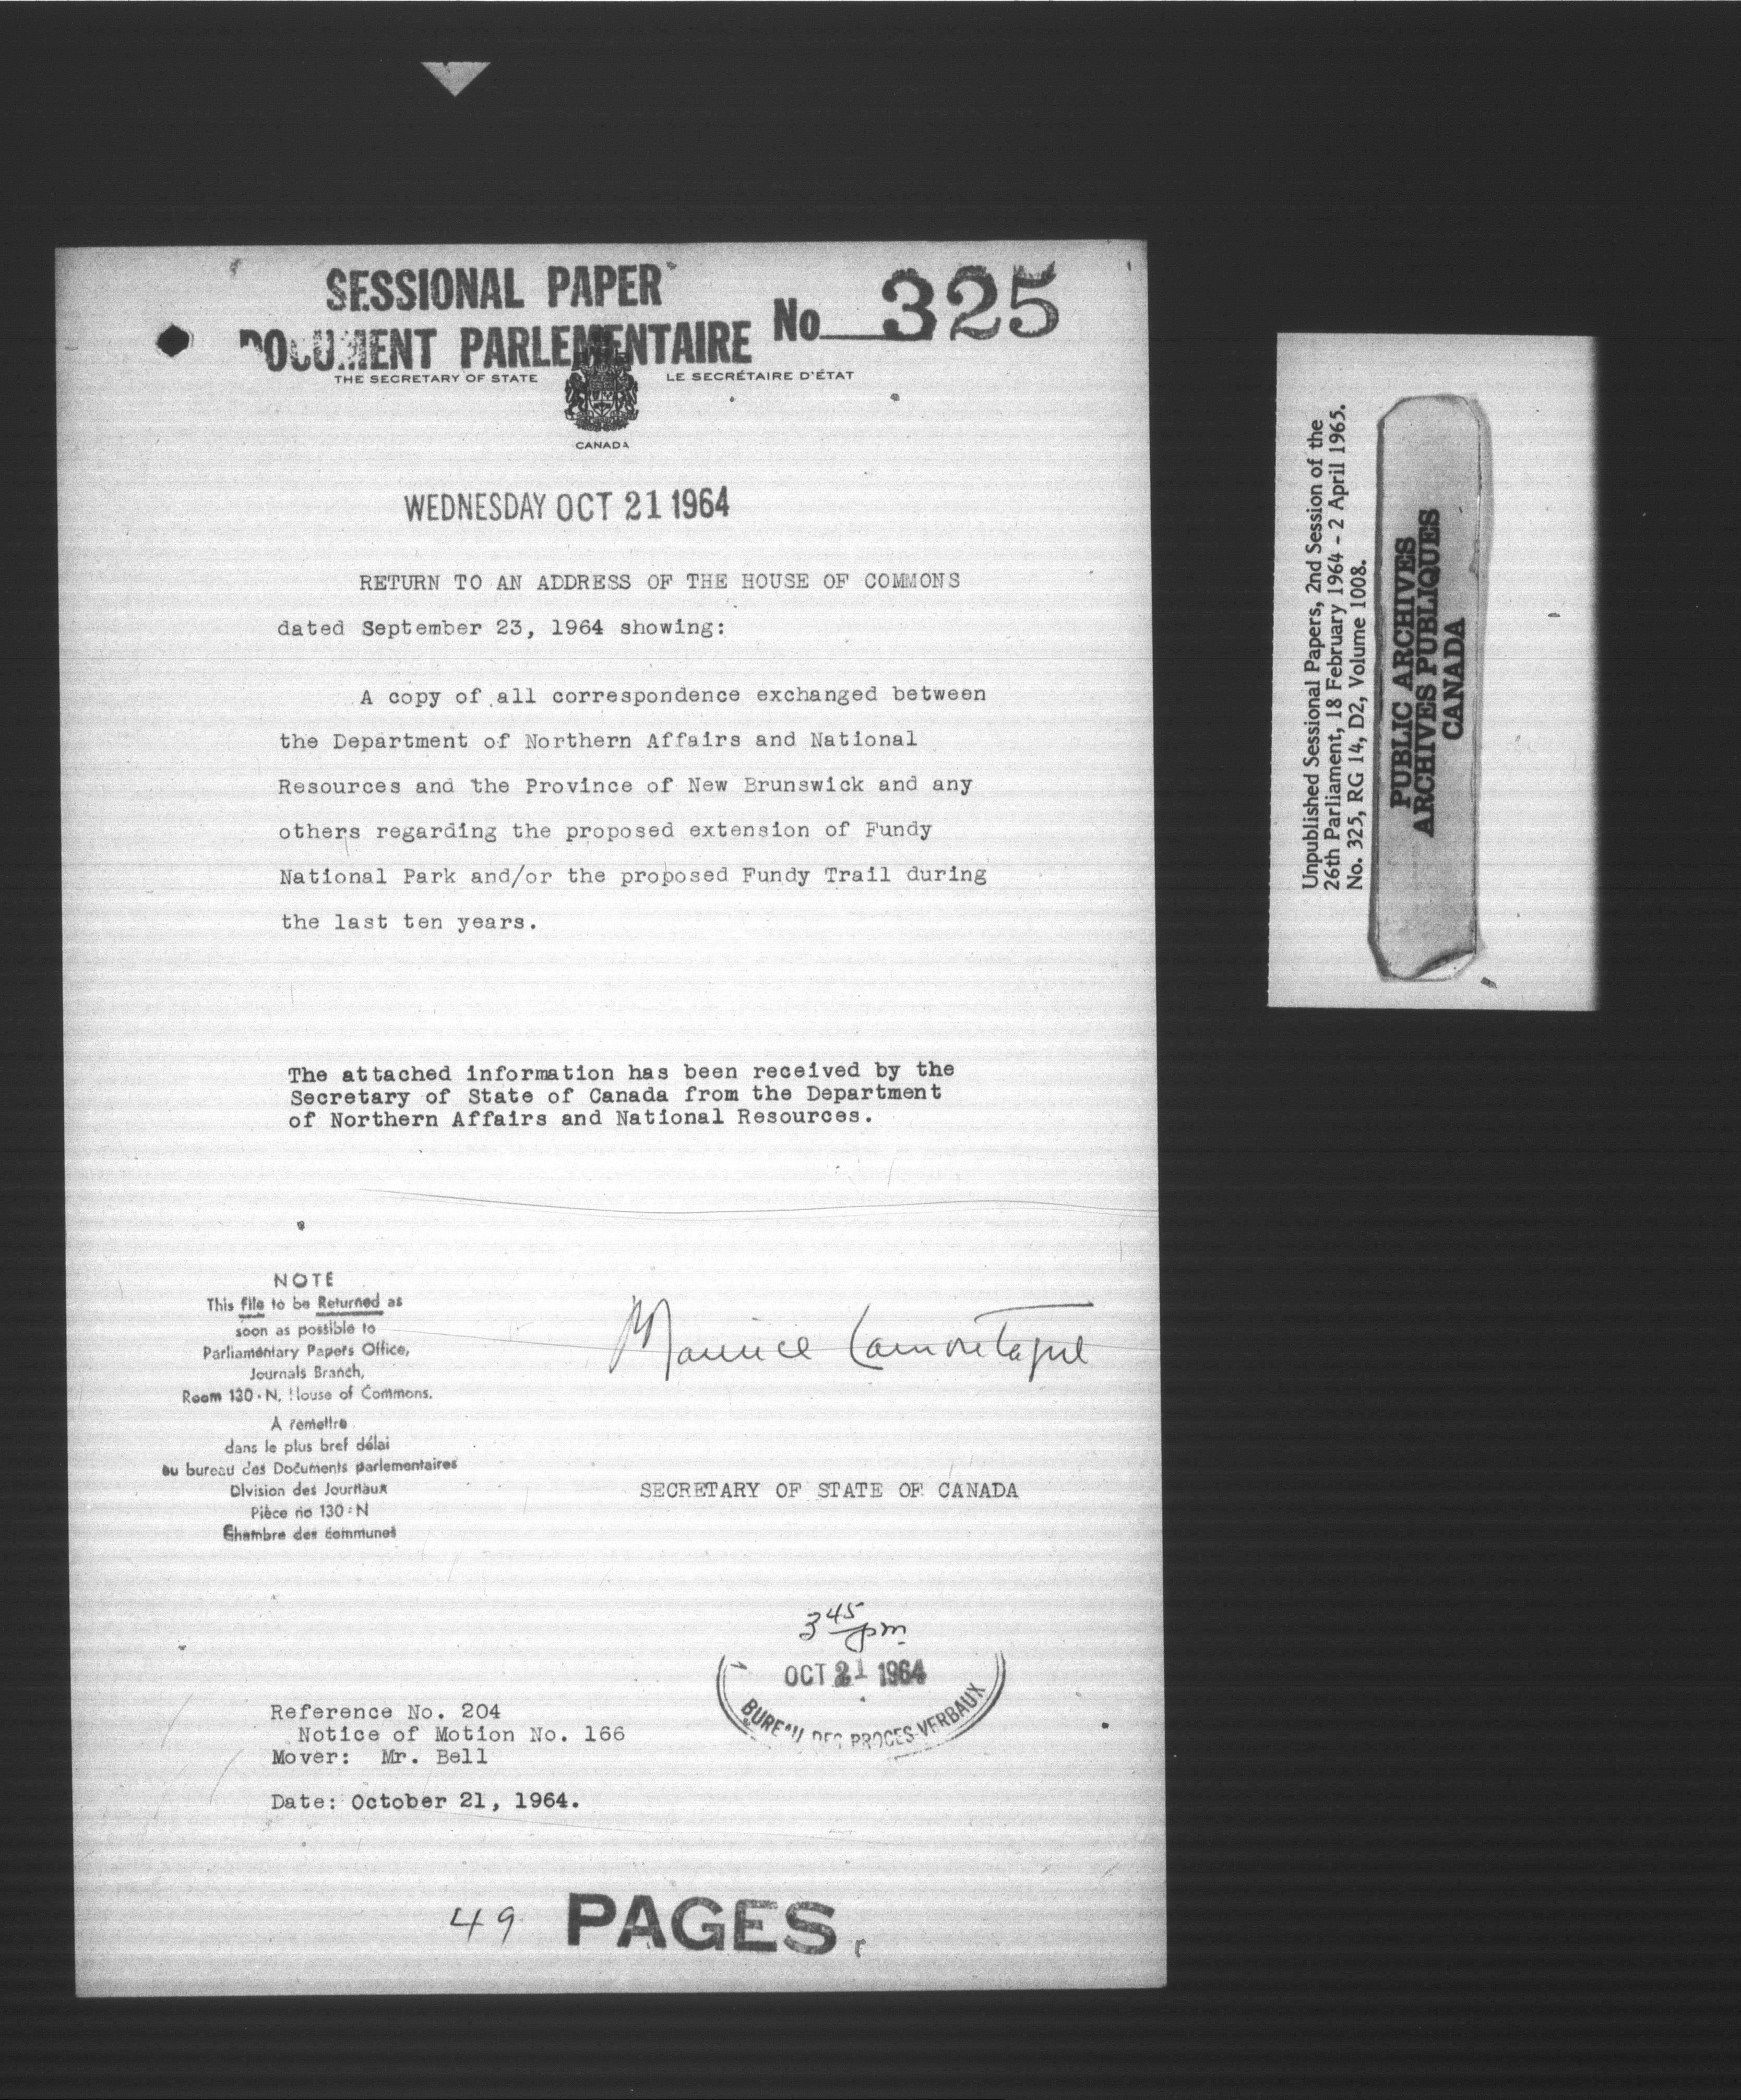 SESSIONAL PAPER
DOCUMENT PARLEMENTAIRE No 325
THE SECRETARY OF STATE LE SECRÉTAIRE D'ÉTAT
CANADA
WEDNESDAY OCT 21 1964
RETURN TO AN ADDRESS OF THE HOUSE OF COMMONS
dated September 23, 1964 showing:
A copy of all correspondence exchanged between
the Department of Northern Affairs and National
Resources and the Province of New Brunswick and any
others regarding the proposed extension of Fundy
National Park and/or the proposed Fundy Trail during
the last ten years.
The attached information has been received by the
Secretary of State of Canada from the Department
of Northern Affairs and National Resources.
NOTE
This file to be Returned as
soon as possible to
Parliamentary Papers Office,
Journals Branch,
Room 130-N, House of Commons.
À remettre
dans le plus bref délai
au bureau des Documents parlementaires
Division des Journaux
Pièce no 130-N
Chambre des communes
Maurice Lamontagne
SECRETARY OF STATE OF CANADA
3 45 pm
OCT 21 1964
BUREAU DES PROCES-VERBAUX
Reference No. 204
Notice of Motion No. 166
Mover: Mr. Bell
Date: October 21, 1964.
49 PAGES
Unpublished Sessional Papers, 2nd Session of the
26th Parliament, 18 February 1964 - 2 April 1965.
No. 325, RG 14, D2, Volume 1008.
PUBLIC ARCHIVES
ARCHIVES PUBLIQUES
CANADA